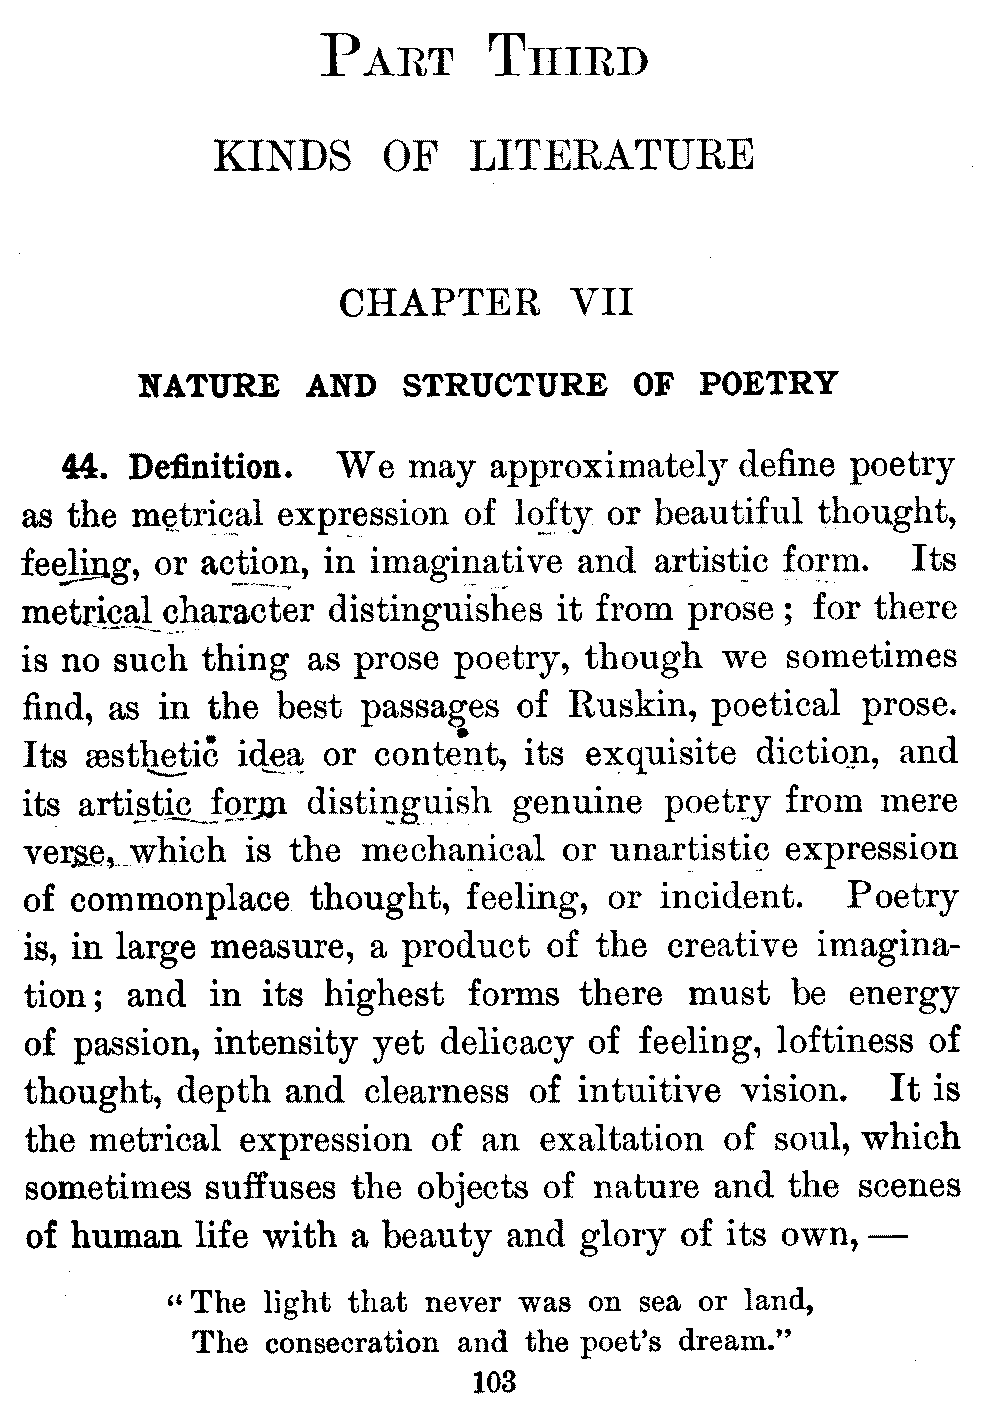 PART THIRD
KINDS OF LITERATURE
CHAPTER VII
NATURE AND STRUCTURE OF POETRY
44. Definition. We may approximately define poetry
as the metrical expression of lofty or beautiful thought,
feeling, or action, in imaginative and artistic form. Its
metrical character distinguishes it from prose; for there
is no such thing as prose poetry, though we sometimes
find, as in the best passages of Ruskin, poetical prose.
Its æsthetic idea or content, its exquisite diction, and
its artistic form distinguish genuine poetry from mere
verse, which is the mechanical or unartistic expression
of commonplace thought, feeling, or incident. Poetry
is, in large measure, a product of the creative imagina-
tion; and in its highest forms there must be energy
of passion, intensity yet delicacy of feeling, loftiness of
thought, depth and clearness of intuitive vision. It is
the metrical expression of an exaltation of soul, which
sometimes suffuses the objects of nature and the scenes
of human life with a beauty and glory of its own, —
"The light that never was on sea or land,
The consecration and the poet's dream."
103